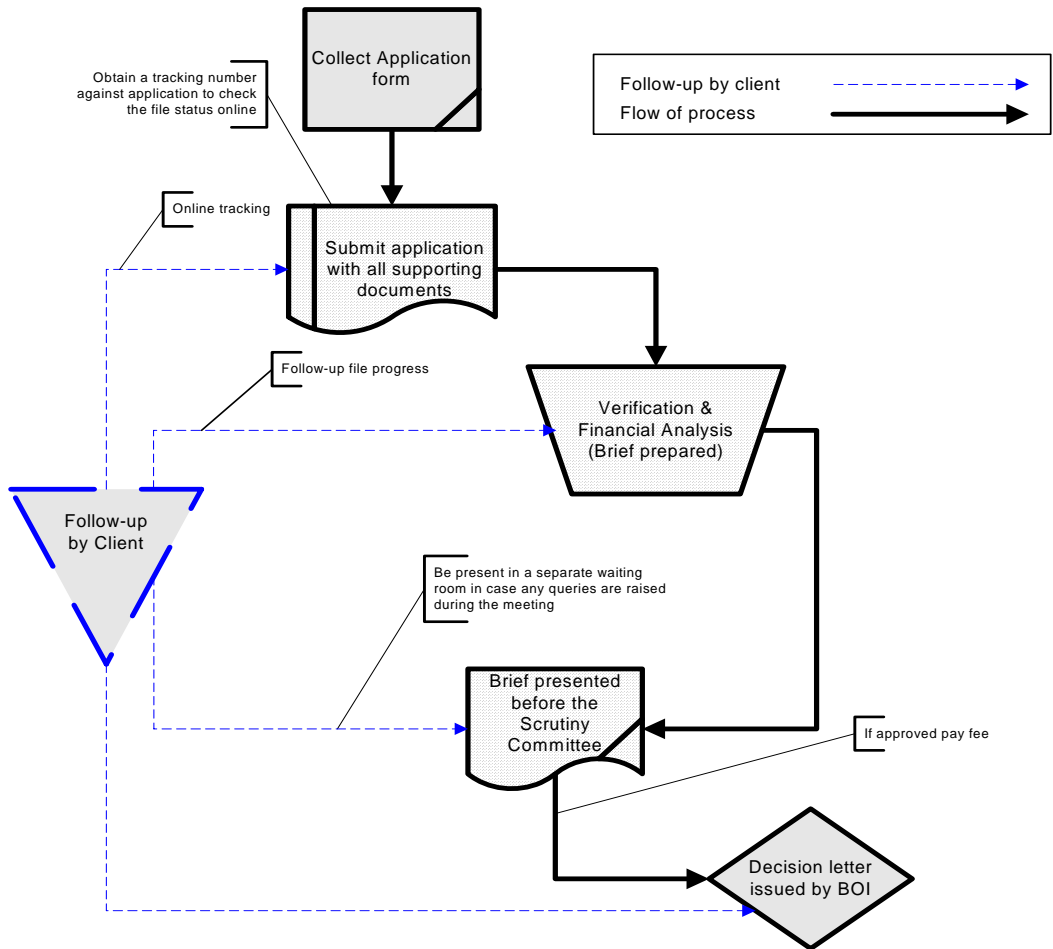 Collect Application
form
Obtain a tracking number
against application to check
the file status online
Follow-up by client
Flow of process
Online tracking
Submit application
with all supporting
documents
Follow-up file progress
Verification &
Financial Analysis
(Brief prepared)
Follow-up
by Client
Be present in a separate waiting
room in case any queries are raised
during the meeting
Brief presented
before the
Scrutiny
Committee
If approved pay fee
Decision letter
issued by BOI